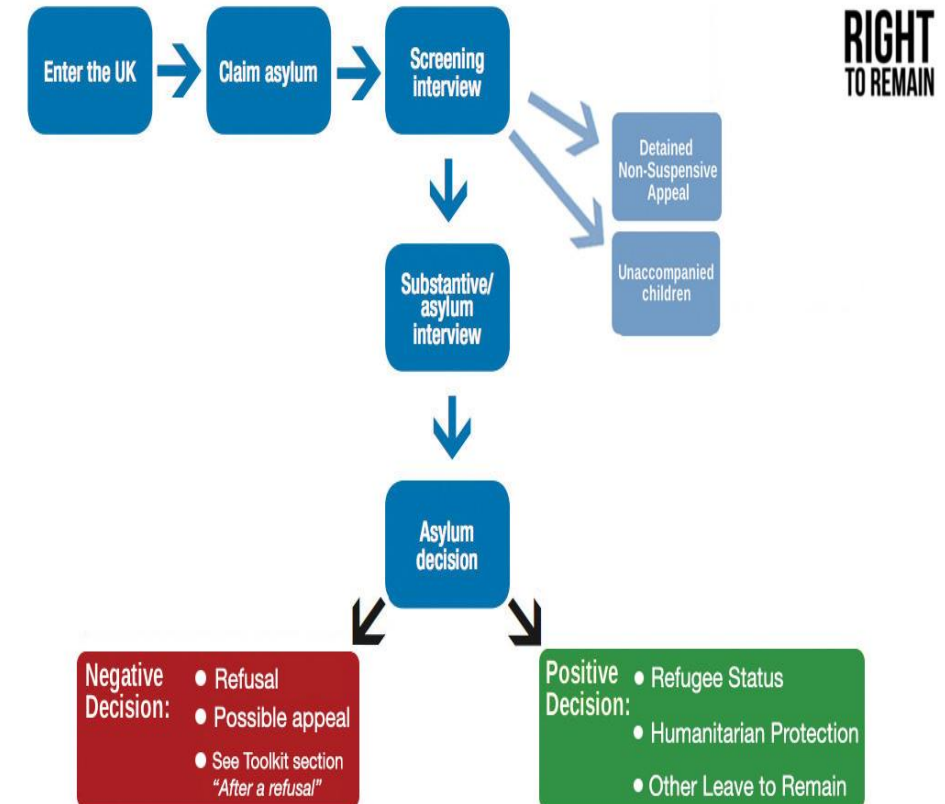 RIGHT
TO REMAIN
Enter the UK
Claim asylum
Screening
interview
Detained
Non-Suspensive
Appeal
Unaccompanied
children
Substantive/
asylum
interview
Asylum
decision
Negative
Decision:
Refusal
Possible appeal
See Toolkit section
"After a refusal"
Positive
Decision:
Refugee Status
Humanitarian Protection
Other Leave to Remain